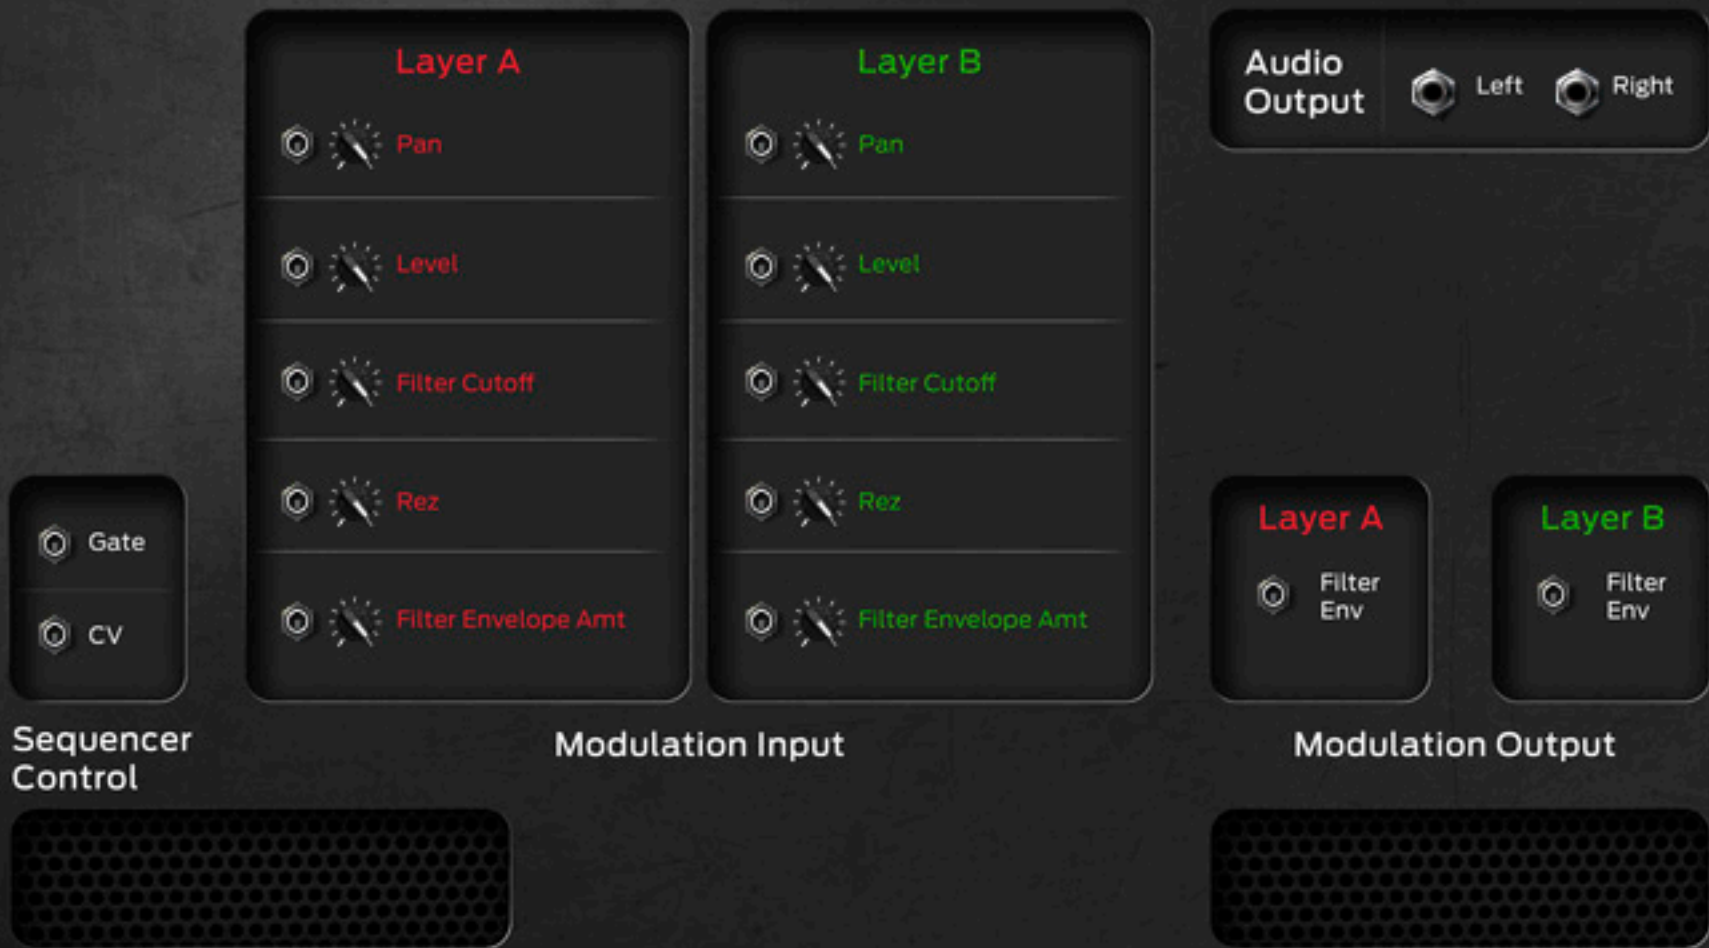 Layer A
Pan
Level
Filter Cutoff
Rez
Filter Envelope Amt
Layer B
Pan
Level
Filter Cutoff
Rez
Filter Envelope Amt
Audio
Output
Left
Right
Gate
CV
Sequencer
Control
Modulation Input
Layer A
Filter
Env
Layer B
Filter
Env
Modulation Output